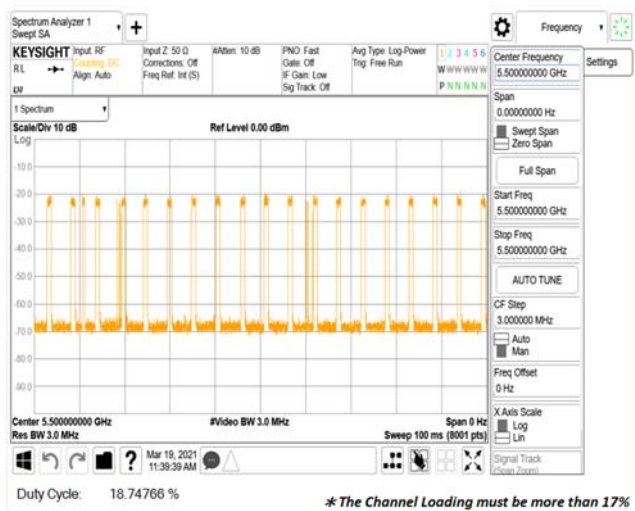 Spectrum Analyzer 1
Swept SA
Frequency
KEYSIGHT
Input: RF
Coupling: DC
Align: Auto
Input Z: 50 Ω
Corrections: Off
Freq Ref: Int (S)
#Atten: 10 dB
PNO: Fast
Gate: Off
IF Gain: Low
Sig Track: Off
Avg Type: Log-Power
Trig: Free Run
1 2 3 4 5 6
W W W W W W
P N N N N N
RL
Center Frequency
5.500000000 GHz
Settings
Span
0.00000000 Hz
Swept Span
Zero Span
Full Span
Start Freq
5.500000000 GHz
Stop Freq
5.500000000 GHz
AUTO TUNE
CF Step
3.000000 MHz
Auto
Man
Freq Offset
0 Hz
X Axis Scale
Log
Lin
Signal Track
(Span Zoom)
1 Spectrum
Scale/Div 10 dB
Ref Level 0.00 dBm
Log
-10.0
-20.0
-30.0
-40.0
-50.0
-60.0
-70.0
-80.0
-90.0
Center 5.500000000 GHz
#Video BW 3.0 MHz
Span 0 Hz
Res BW 3.0 MHz
Sweep 100 ms (8001 pts)
?
Mar 19, 2021
11:39:39 AM
Duty Cycle: 18.74766 %
* The Channel Loading must be more than 17%